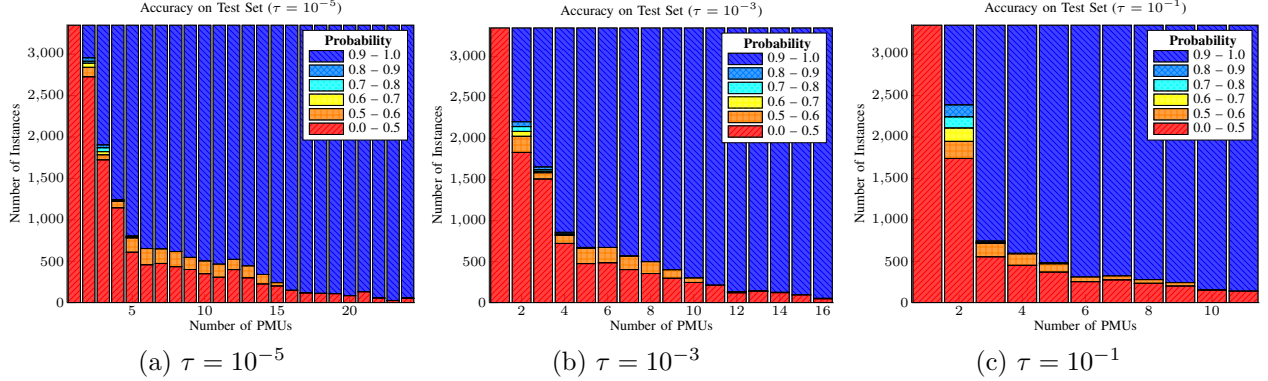 Accuracy on Test Set (τ = 10⁻⁵)
Number of Instances
3,000
2,500
2,000
1,500
1,000
500
0
Probability
0.9 – 1.0
0.8 – 0.9
0.7 – 0.8
0.6 – 0.7
0.5 – 0.6
0.0 – 0.5
5
10
15
20
Number of PMUs
(a) τ = 10⁻⁵
Accuracy on Test Set (τ = 10⁻³)
Number of Instances
3,000
2,500
2,000
1,500
1,000
500
0
Probability
0.9 – 1.0
0.8 – 0.9
0.7 – 0.8
0.6 – 0.7
0.5 – 0.6
0.0 – 0.5
2
4
6
8
10
12
14
16
Number of PMUs
(b) τ = 10⁻³
Accuracy on Test Set (τ = 10⁻¹)
Number of Instances
3,000
2,500
2,000
1,500
1,000
500
0
Probability
0.9 – 1.0
0.8 – 0.9
0.7 – 0.8
0.6 – 0.7
0.5 – 0.6
0.0 – 0.5
2
4
6
8
10
Number of PMUs
(c) τ = 10⁻¹